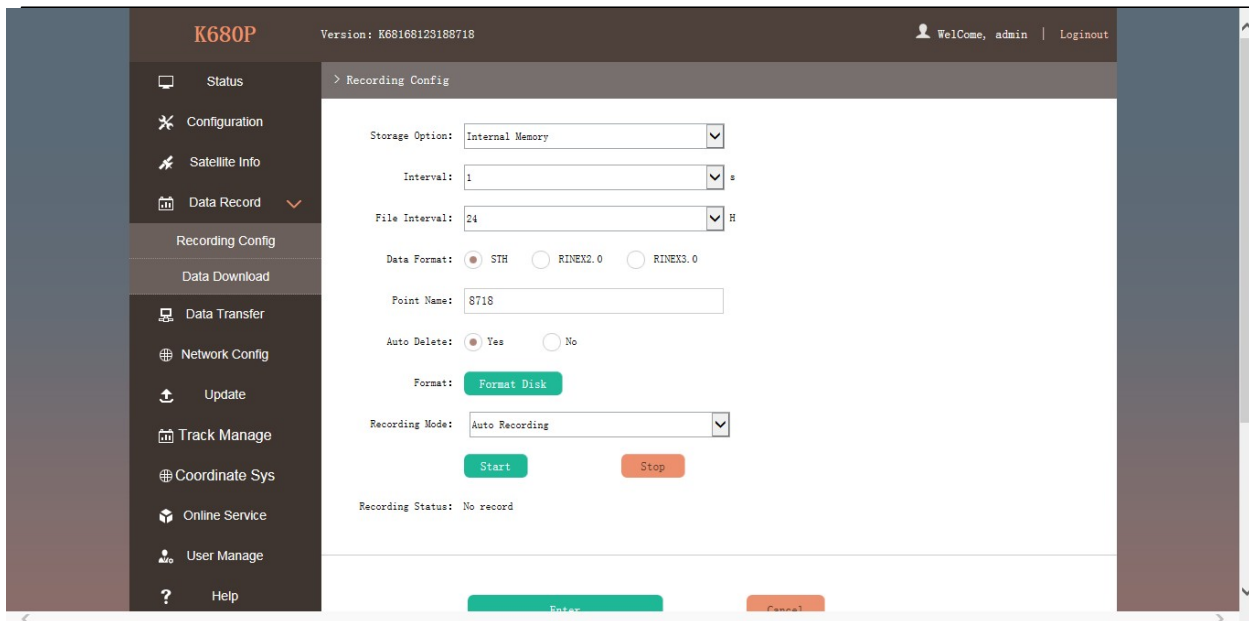 K680P
Version: K68168123188718
WelCome, admin | Loginout
Status
Configuration
Satellite Info
Data Record
Recording Config
Data Download
Data Transfer
Network Config
Update
Track Manage
Coordinate Sys
Online Service
User Manage
? Help
> Recording Config
Storage Option: Internal Memory
Interval: 1 s
File Interval: 24 H
Data Format: STH RINEX2.0 RINEX3.0
Point Name: 8718
Auto Delete: Yes No
Format: Format Disk
Recording Mode: Auto Recording
Start Stop
Recording Status: No record
Enter Cancel